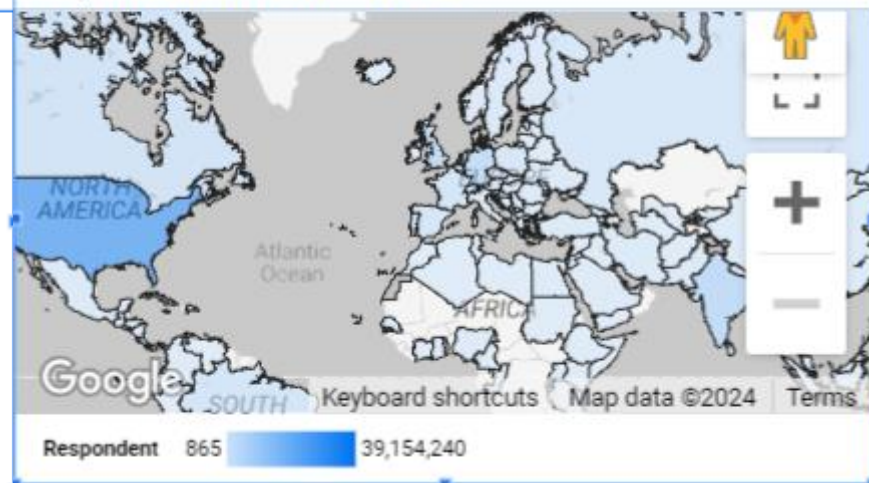 NORTH
AMERICA
Atlantic
Ocean
AFRICA
Google
SOUTH
Keyboard shortcuts
Map data ©2024
Terms
Respondent 865 39,154,240